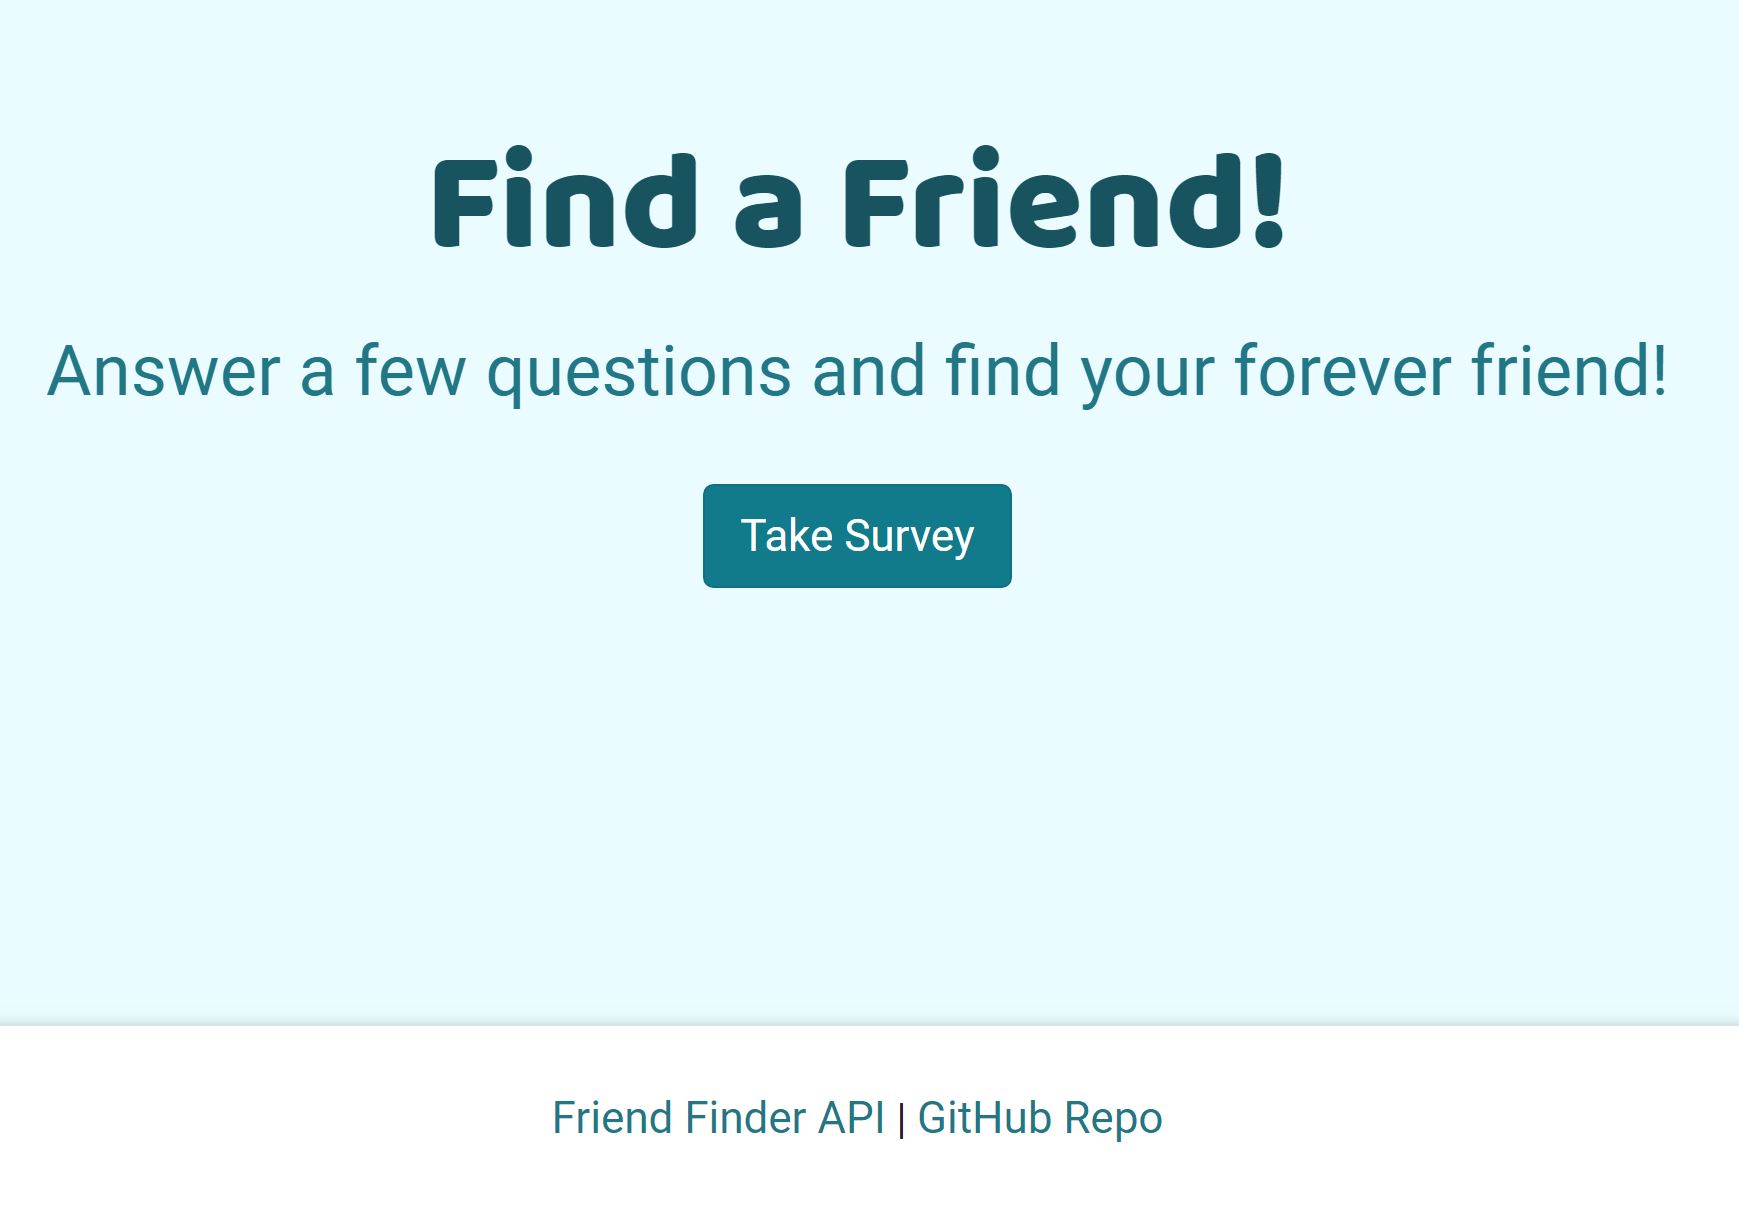 Find a Friend!
Answer a few questions and find your forever friend!
Take Survey
Friend Finder API | GitHub Repo